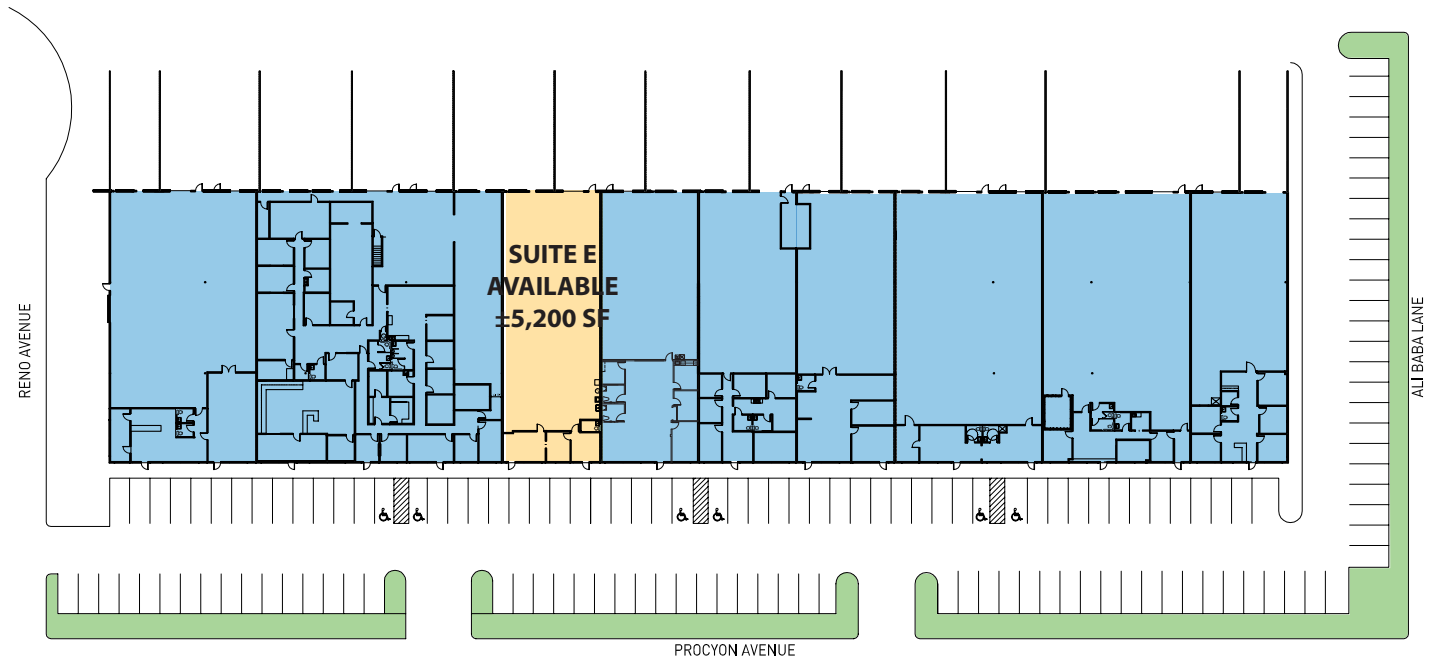 SUITE E
AVAILABLE
±5,200 SF
RENO AVENUE
ALI BABA LANE
PROCYON AVENUE